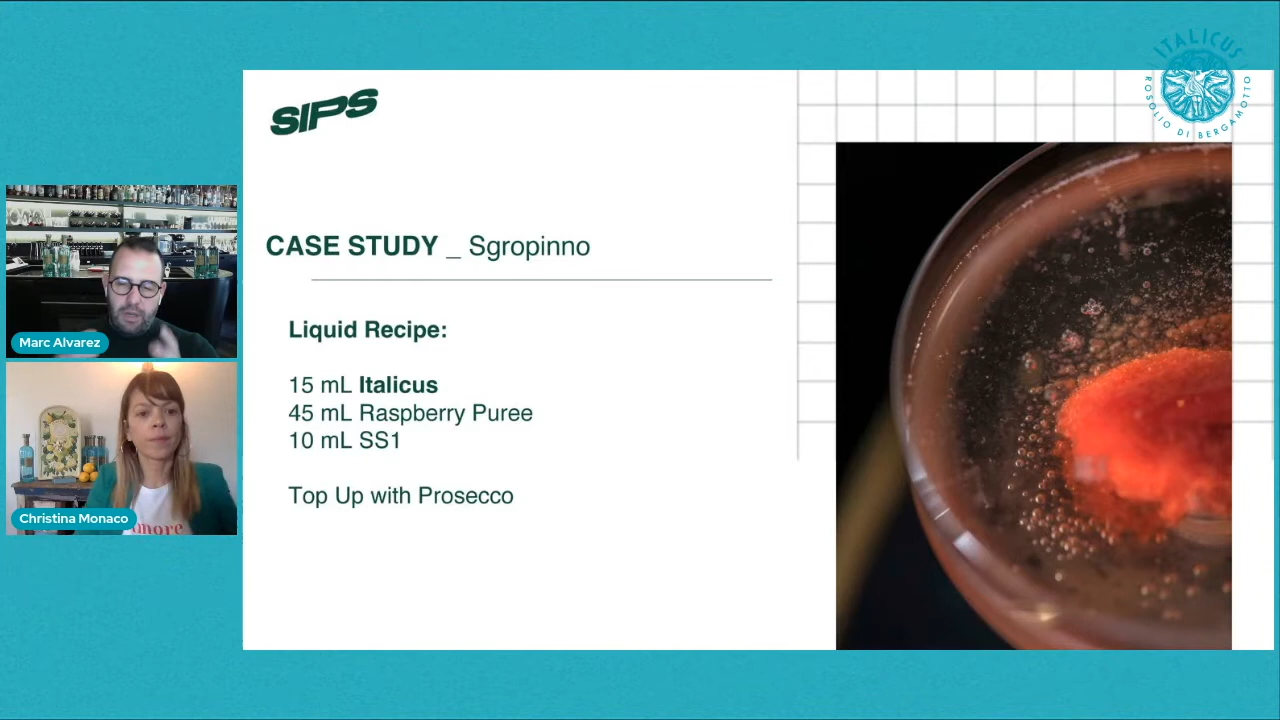 ITALICUS
ROSOLIO DI BERGAMOTTO
SIPS
CASE STUDY _ Sgropinno
Liquid Recipe:
15 mL Italicus
45 mL Raspberry Puree
10 mL SS1
Top Up with Prosecco
Marc Alvarez
more
Christina Monaco